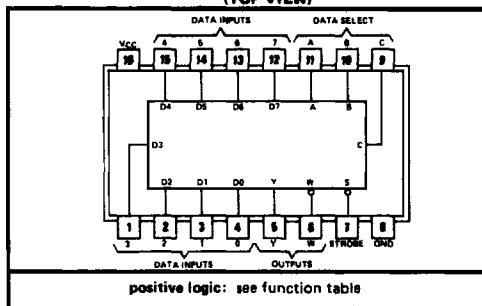 (TOP VIEW)
DATA INPUTS DATA SELECT
VCC 4 5 6 7 A B C
16 15 14 13 12 11 10 9
D4 D5 D6 D7 A B
D3 C
D2 D1 D0 Y W S
1 2 3 4 5 6 7 8
3 2 1 0 Y W STROBE GND
DATA INPUTS OUTPUTS
positive logic: see function table